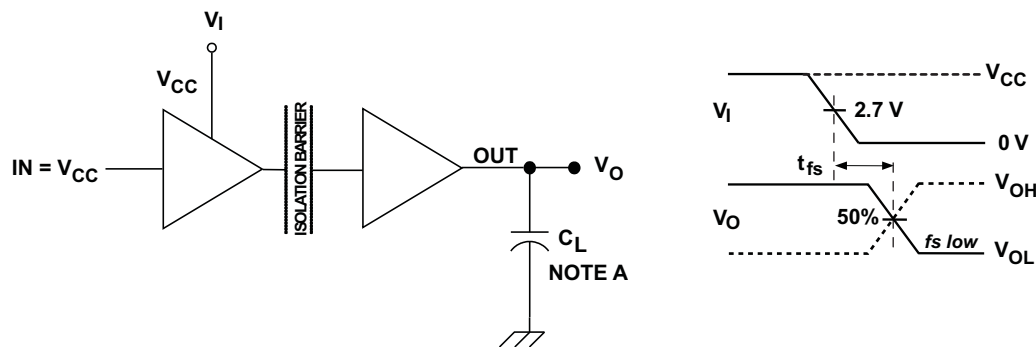 V_I
V_CC
ISOLATION BARRIER
IN = V_CC
OUT
V_O
C_L
NOTE A
V_CC
V_I
2.7 V
0 V
t_fs
V_OH
V_O
50%
fs low
V_OL